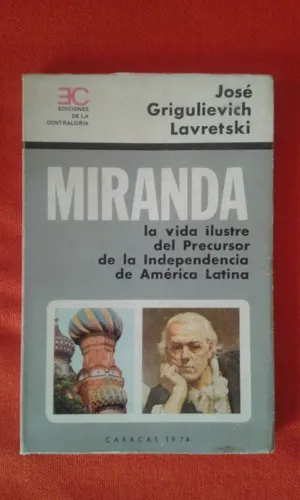 EC
EDICIONES
DE LA
CONTRALORIA
José
Grigulievich
Lavretski
MIRANDA
la vida ilustre
del Precursor
de la Independencia
de América Latina
CARACAS 1974